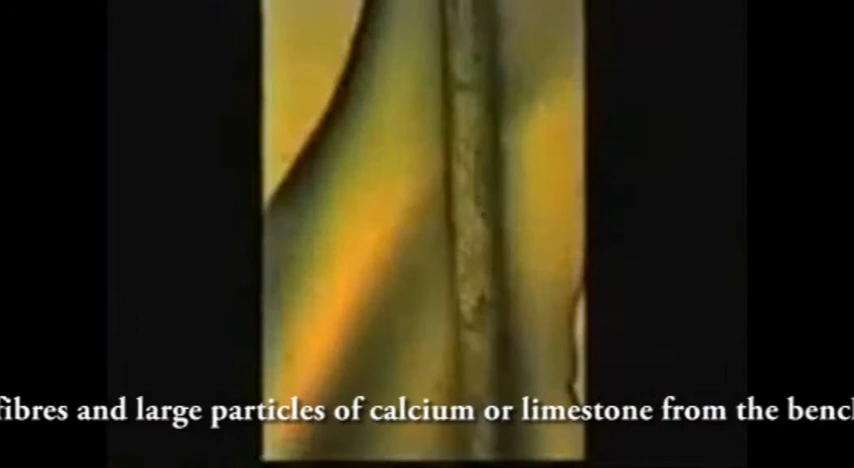 fibres and large particles of calcium or limestone from the